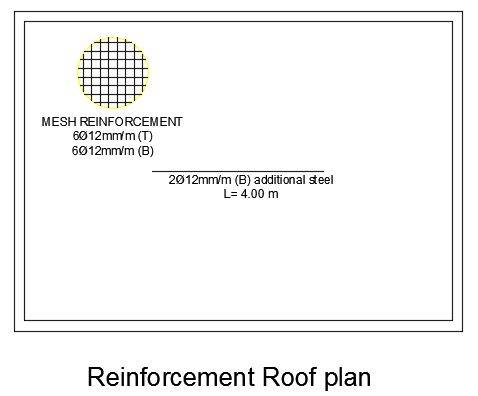 MESH REINFORCEMENT
6Ø12mm/m (T)
6Ø12mm/m (B)
2Ø12mm/m (B) additional steel
L= 4.00 m
Reinforcement Roof plan